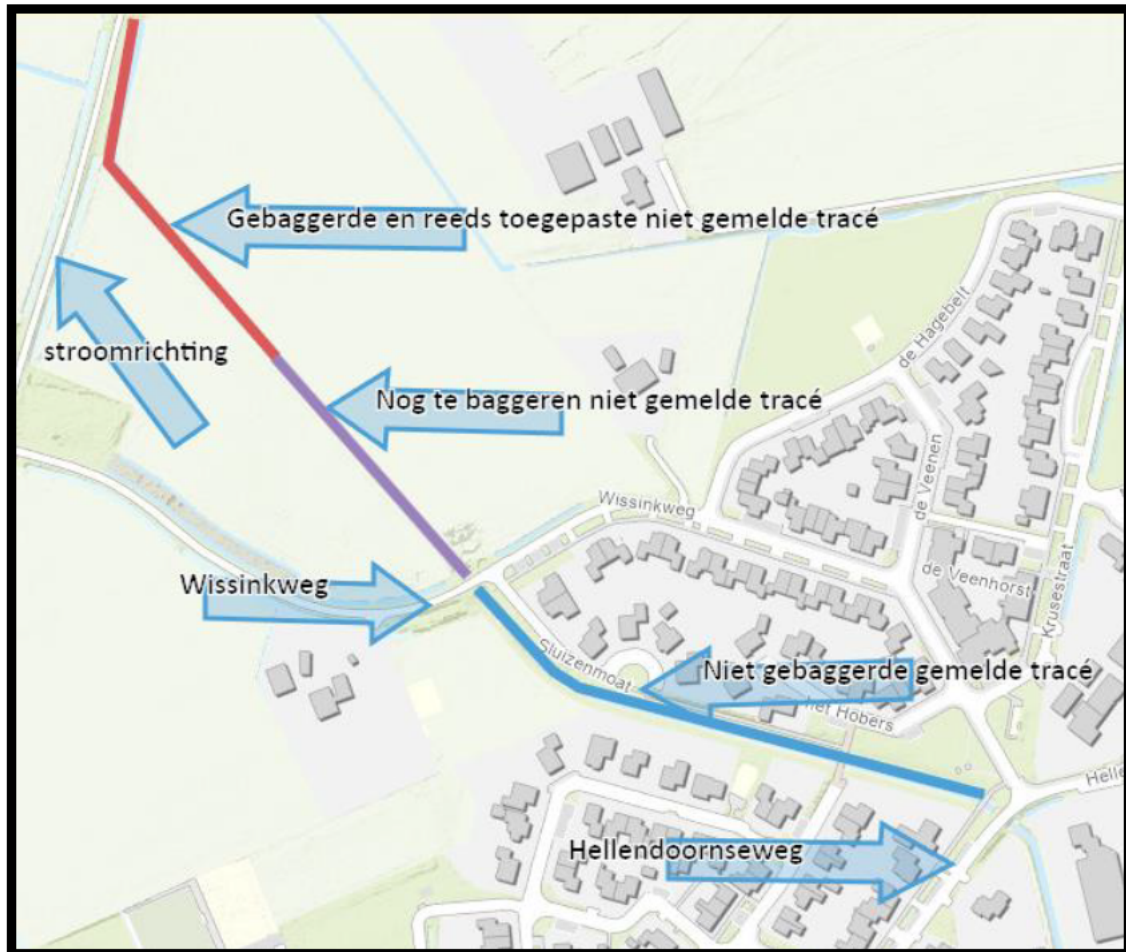 Gebaggerde en reeds toegepaste niet gemelde tracé
de Hagebelt
stroomrichting
Nog te baggeren niet gemelde tracé
de Veenen
Wissinkweg
de Veenhorst
Krusestraat
Wissinkweg
Sluizenmoat
Niet gebaggerde gemelde tracé
het Hobers
Helle
Hellendoornseweg